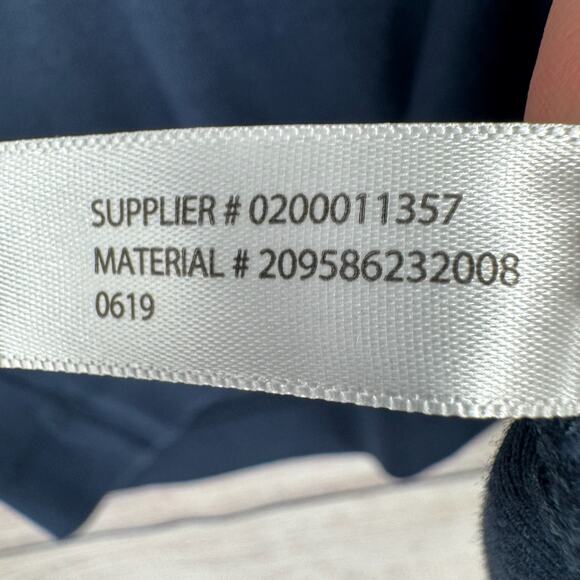 SUPPLIER # 0200011357
MATERIAL # 209586232008
0619